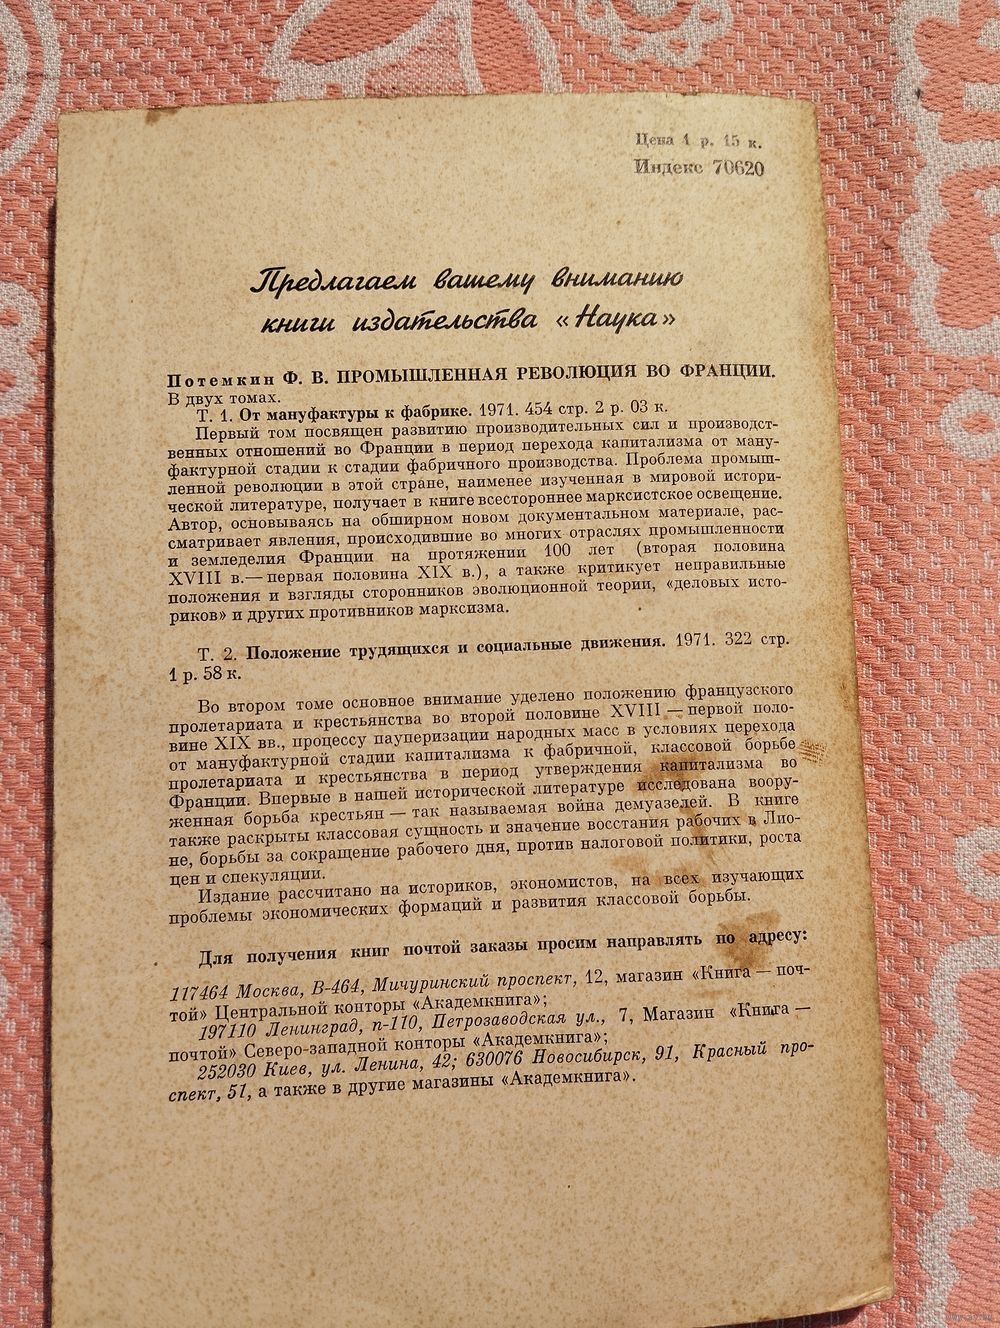 Цена 1 р. 15 к.
Индекс 70620
Предлагаем вашему вниманию
книги издательства «Наука»
Потемкин Ф. В. ПРОМЫШЛЕННАЯ РЕВОЛЮЦИЯ ВО ФРАНЦИИ.
В двух томах.
Т. 1. От мануфактуры к фабрике. 1971. 454 стр. 2 р. 03 к.
Первый том посвящен развитию производительных сил и производст-
венных отношений во Франции в период перехода капитализма от ману-
фактурной стадии к стадии фабричного производства. Проблема промыш-
ленной революции в этой стране, наименее изученная в мировой истори-
ческой литературе, получает в книге всестороннее марксистское освещение.
Автор, основываясь на обширном новом документальном материале, рас-
сматривает явления, происходившие во многих отраслях промышленности
и земледелия Франции на протяжении 100 лет (вторая половина
XVIII в.— первая половина XIX в.), а также критикует неправильные
положения и взгляды сторонников эволюционной теории, «деловых исто-
риков» и других противников марксизма.
Т. 2. Положение трудящихся и социальные движения. 1971. 322 стр.
1 р. 58 к.
Во втором томе основное внимание уделено положению французского
пролетариата и крестьянства во второй половине XVIII — первой поло-
вине XIX вв., процессу пауперизации народных масс в условиях перехода
от мануфактурной стадии капитализма к фабричной, классовой борьбе
пролетариата и крестьянства в период утверждения капитализма во
Франции. Впервые в нашей исторической литературе исследована воору-
женная борьба крестьян — так называемая война демуазелей. В книге
также раскрыты классовая сущность и значение восстания рабочих в Лио-
не, борьбы за сокращение рабочего дня, против налоговой политики, роста
цен и спекуляции.
Издание рассчитано на историков, экономистов, на всех изучающих
проблемы экономических формаций и развития классовой борьбы.
Для получения книг почтой заказы просим направлять по адресу:
117464 Москва, В-464, Мичуринский проспект, 12, магазин «Книга — поч-
той» Центральной конторы «Академкнига»;
197110 Ленинград, п-110, Петрозаводская ул., 7, Магазин «Книга —
почтой» Северо-западной конторы «Академкнига»;
252030 Киев, ул. Ленина, 42; 630076 Новосибирск, 91, Красный про-
спект, 51, а также в другие магазины «Академкнига».